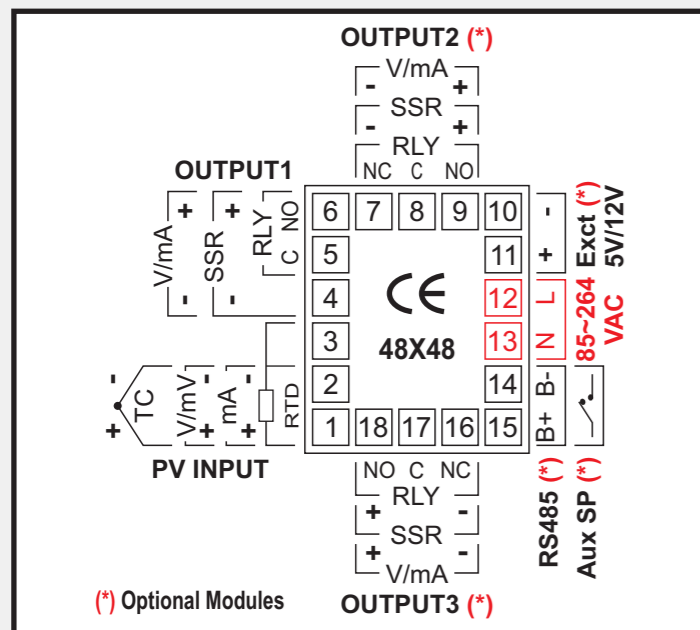 OUTPUT2 (*)
V/mA
- +
SSR
- +
RLY
NC C NO
OUTPUT1
V/mA
+ -
SSR
+ -
RLY
C NO
6 7 8 9 10
5 11
4 12
3 13
2 14
1 18 17 16 15
CE
48X48
- +
Exct (*)
5V/12V
N L
85~264
VAC
B+ B-
RS485 (*)
Aux SP (*)
- +
TC
- +
V/mV
- +
mA
RTD
PV INPUT
NO C NC
RLY
+ -
SSR
+ -
V/mA
OUTPUT3 (*)
(*) Optional Modules